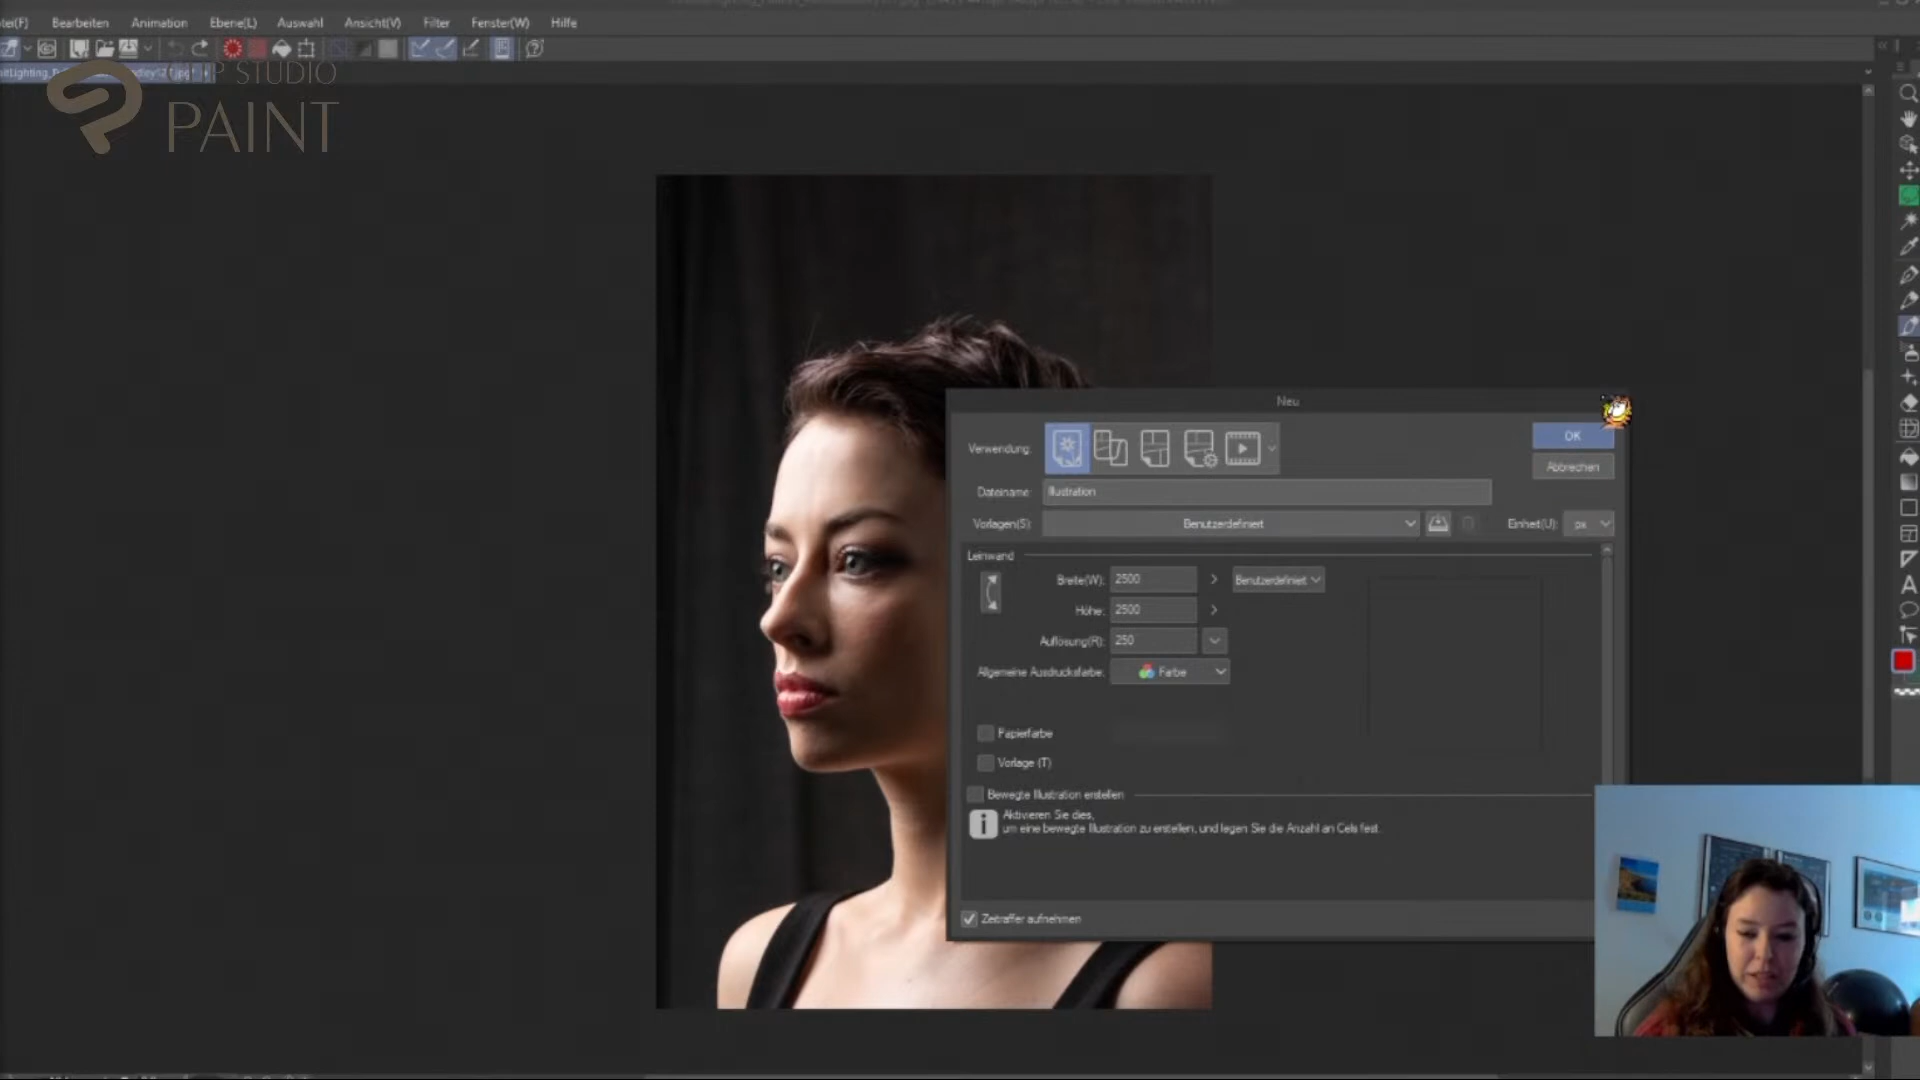 Bearbeiten Animation Ebene(L) Auswahl Ansicht(V) Filter Fenster(W) Hilfe
CLIP STUDIO
PAINT
Neu
Verwendung:
OK
Abbrechen
Dateiname: Illustration
Vorlagen(S): Benutzerdefiniert Einheit(U): px
Leinwand
Breite(W): 2500 Benutzerdefiniert
Höhe: 2500
Auflösung(R): 250
Allgemeine Ausdrucksfarbe: Farbe
Papierfarbe
Vorlage (T)
Bewegte Illustration erstellen
Aktivieren Sie dies,
um eine bewegte Illustration zu erstellen, und legen Sie die Anzahl an Cels fest.
Zeitraffer aufnehmen